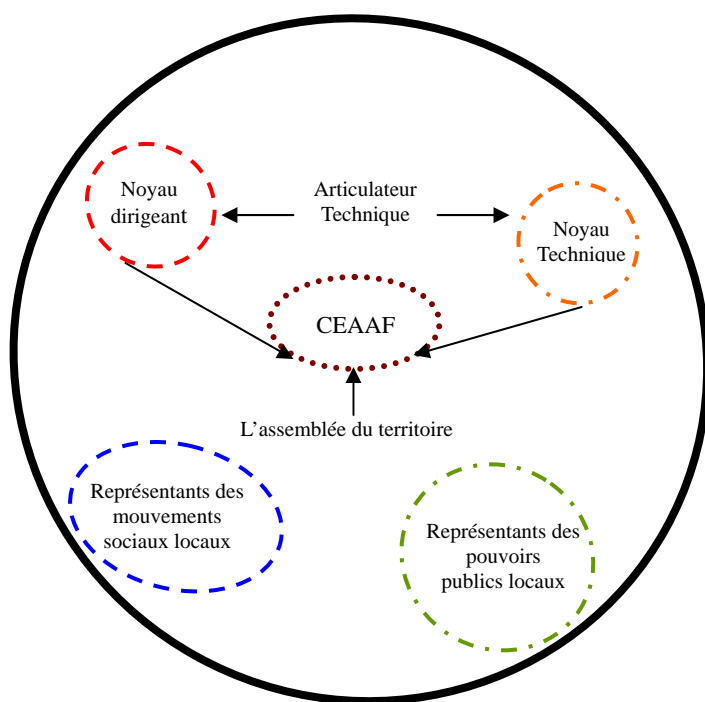 Noyau
dirigeant
Articulateur
Technique
Noyau
Technique
CEAAF
L'assemblée du territoire
Représentants des
mouvements
sociaux locaux
Représentants des
pouvoirs
publics locaux